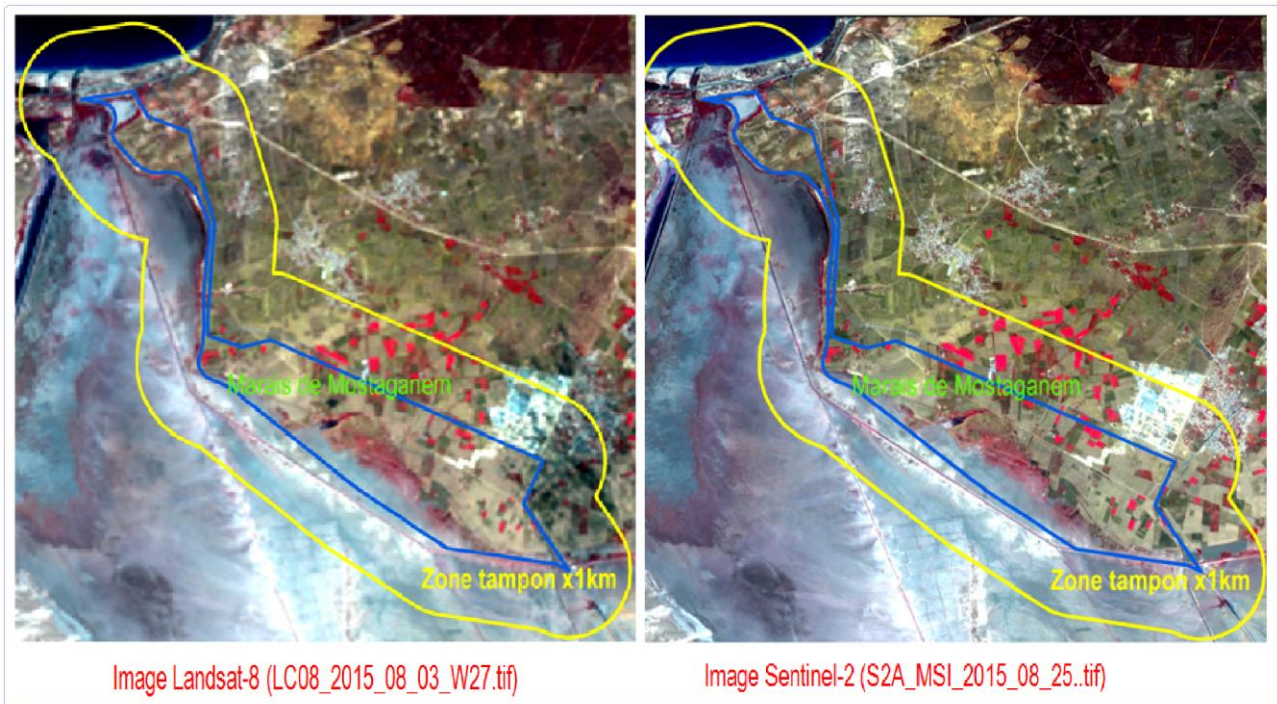 Marais de Mostaganem
Zone tampon x1km
Image Landsat-8 (LC08_2015_08_03_W27.tif)
Marais de Mostaganem
Zone tampon x1km
Image Sentinel-2 (S2A_MSI_2015_08_25..tif)